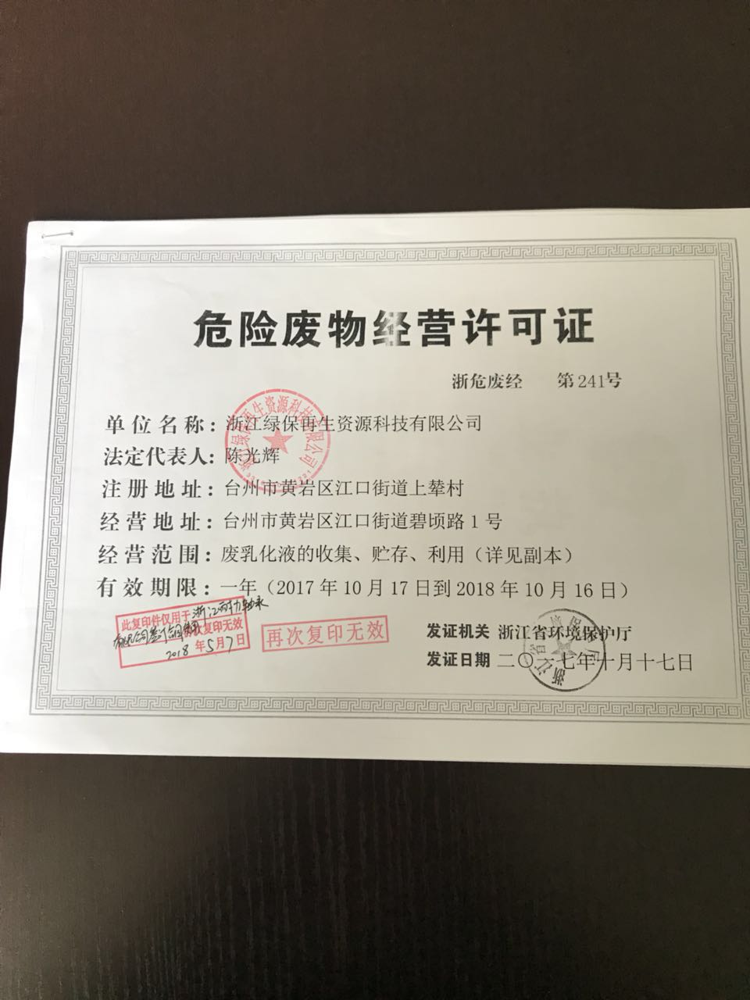 危险废物经营许可证
浙危废经 第241号
单位名称：浙江绿保再生资源科技有限公司
法定代表人：陈光辉
注册地址：台州市黄岩区江口街道上辇村
经营地址：台州市黄岩区江口街道碧顷路1号
经营范围：废乳化液的收集、贮存、利用（详见副本）
有效期限：一年（2017年10月17日到2018年10月16日）
此复印件仅用于浙江
再次复印无效
2018年5月7日
再次复印无效
发证机关 浙江省环境保护厅
发证日期 二〇一七年十月十七日